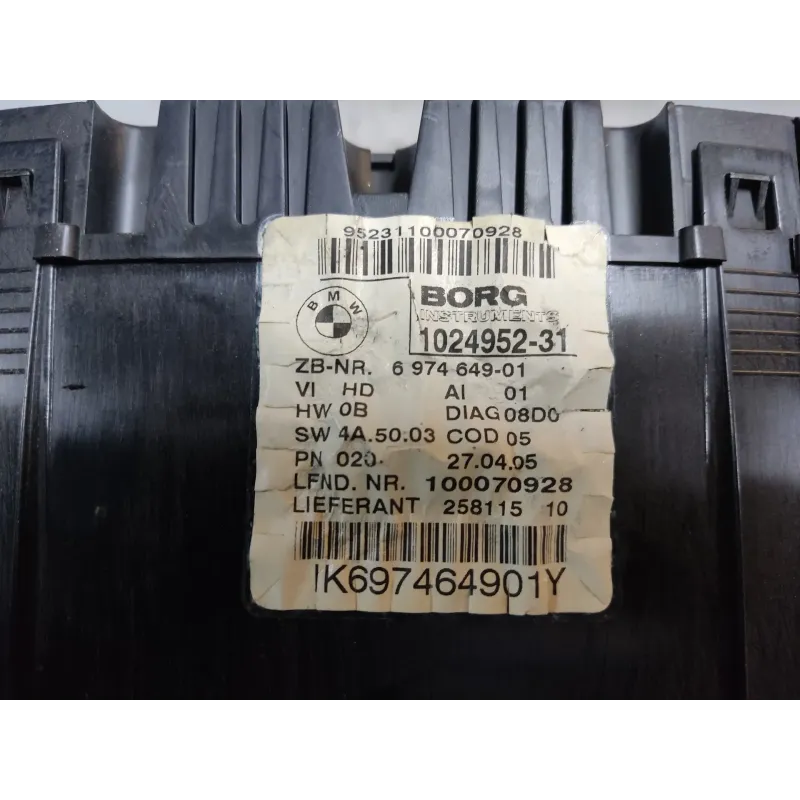 95231100070928
BMW
BORG
INSTRUMENTS
1024952-31
ZB-NR. 6 974 649-01
VI HD AI 01
HW 0B DIAG 08D0
SW 4A.50.03 COD 05
PN 020 27.04.05
LFND. NR. 100070928
LIEFERANT 258115 10
IK697464901Y